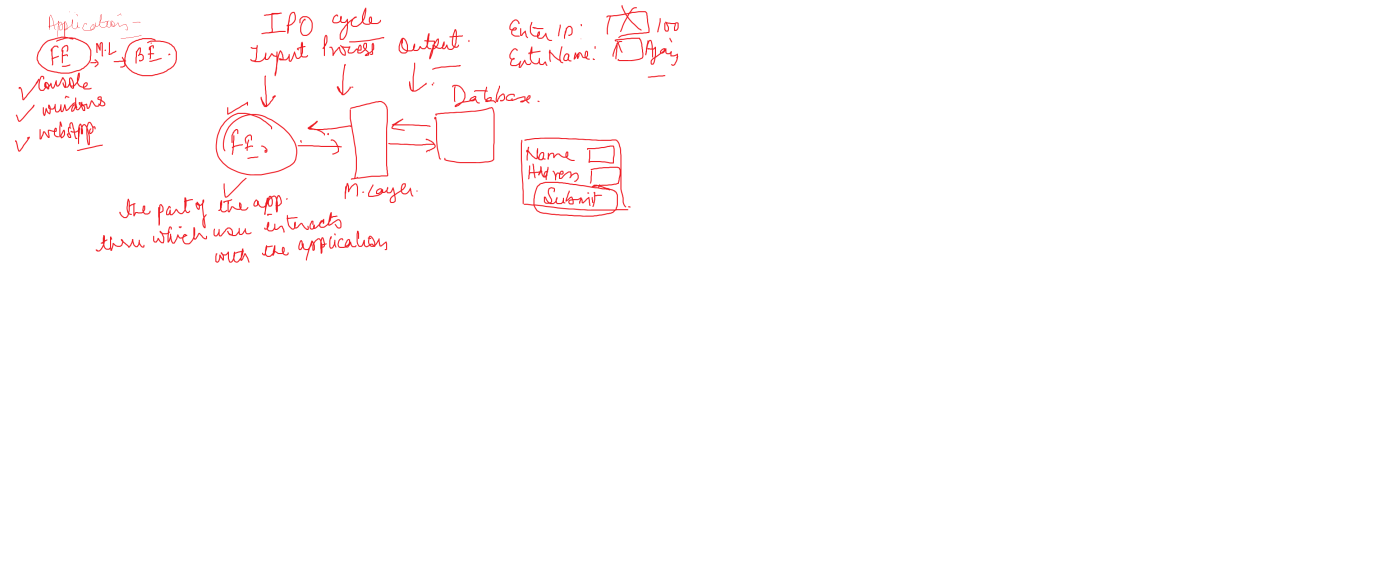 Application-
FE M.L BE.
Console
windows
webApp
IPO cycle
Input Process Output.
Database.
FE,
M.Layer.
the part of the app.
thru which user interacts
with the application
Enter ID: X 100
Enter Name: Ajay
Name
Address
Submit